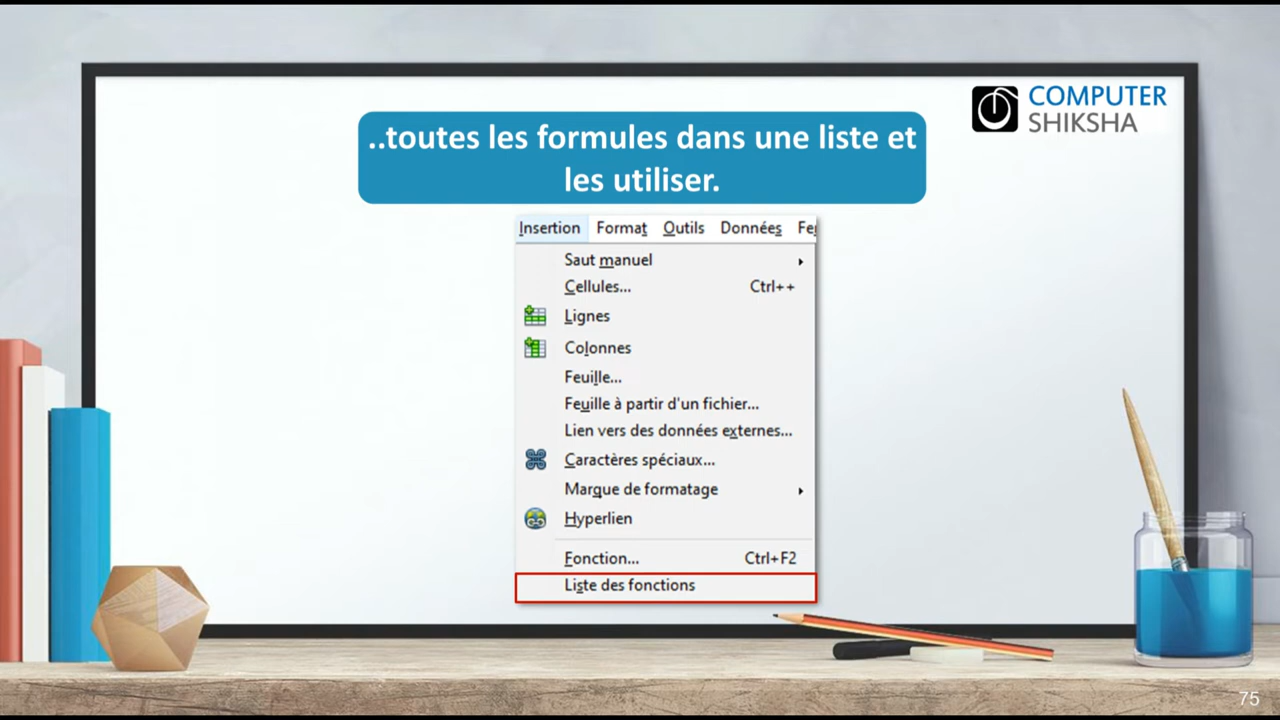 COMPUTER
SHIKSHA
..toutes les formules dans une liste et
les utiliser.
Insertion Format Outils Données Fe
Saut manuel
Cellules... Ctrl++
Lignes
Colonnes
Feuille...
Feuille à partir d'un fichier...
Lien vers des données externes...
Caractères spéciaux...
Marque de formatage
Hyperlien
Fonction... Ctrl+F2
Liste des fonctions
75